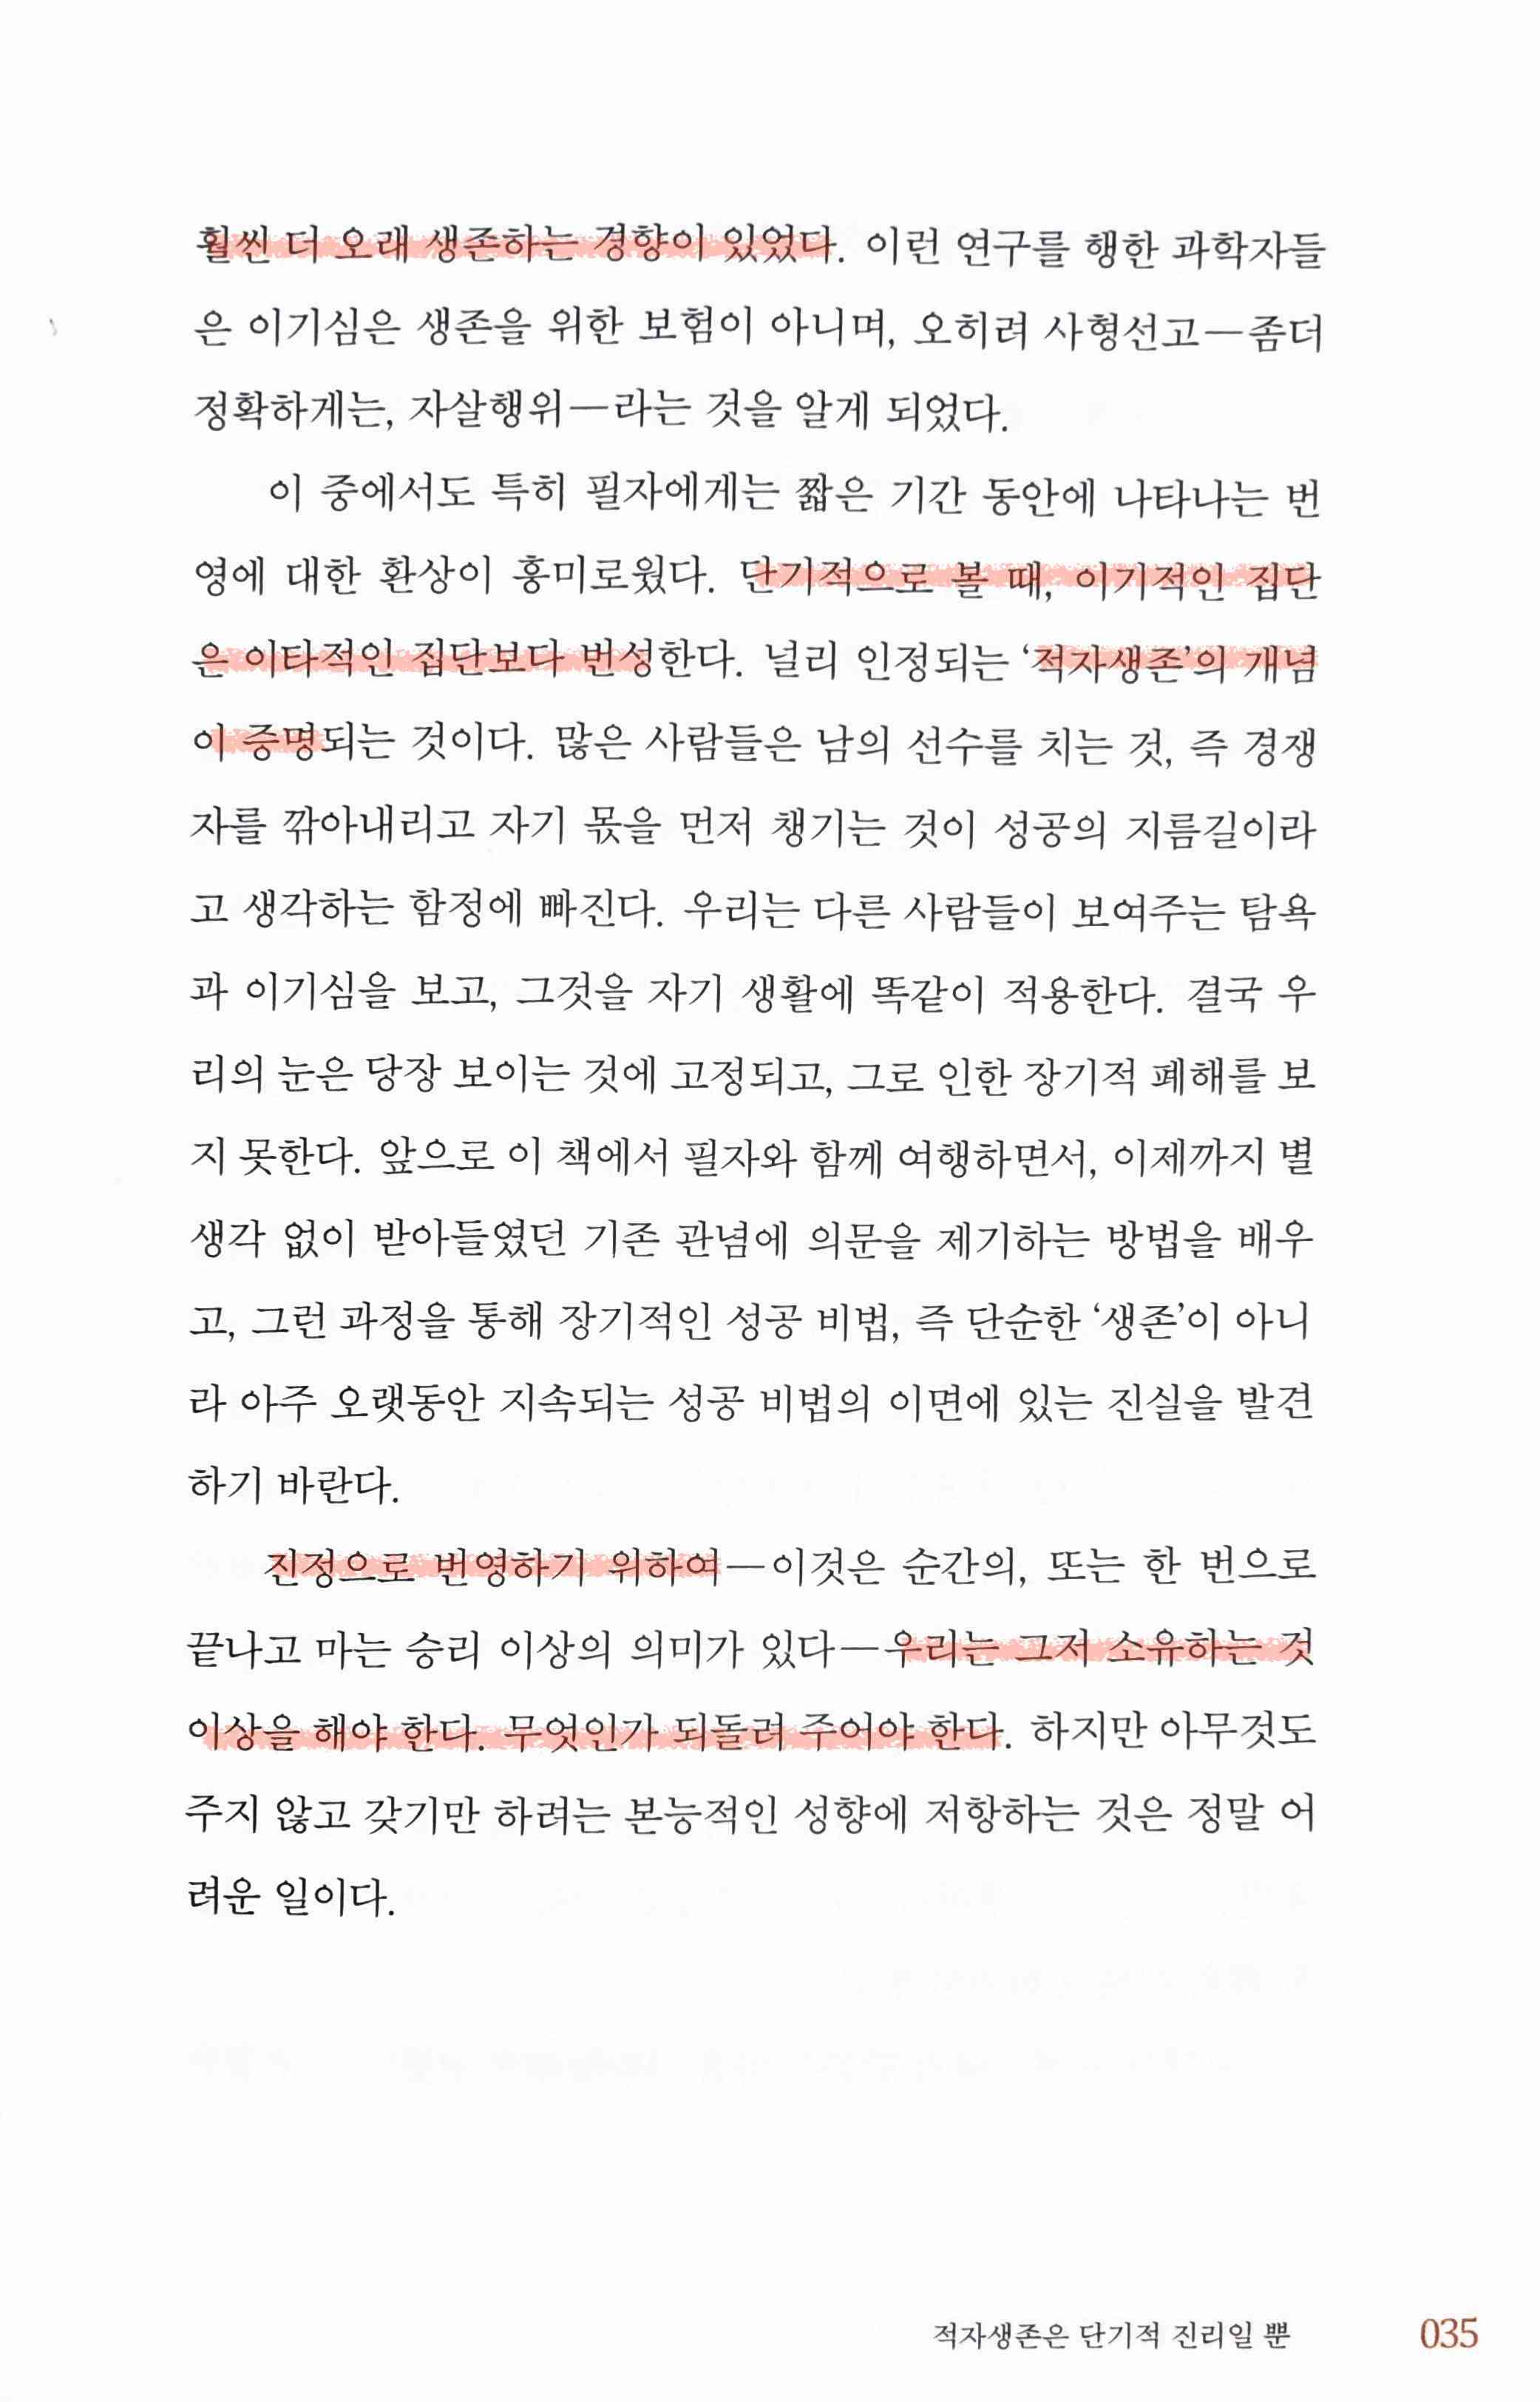 훨씬 더 오래 생존하는 경향이 있었다. 이런 연구를 행한 과학자들
은 이기심은 생존을 위한 보험이 아니며, 오히려 사형선고—좀더
정확하게는, 자살행위—라는 것을 알게 되었다.
이 중에서도 특히 필자에게는 짧은 기간 동안에 나타나는 번
영에 대한 환상이 흥미로웠다. 단기적으로 볼 때, 이기적인 집단
은 이타적인 집단보다 번성한다. 널리 인정되는 ‘적자생존’의 개념
이 증명되는 것이다. 많은 사람들은 남의 선수를 치는 것, 즉 경쟁
자를 깎아내리고 자기 몫을 먼저 챙기는 것이 성공의 지름길이라
고 생각하는 함정에 빠진다. 우리는 다른 사람들이 보여주는 탐욕
과 이기심을 보고, 그것을 자기 생활에 똑같이 적용한다. 결국 우
리의 눈은 당장 보이는 것에 고정되고, 그로 인한 장기적 폐해를 보
지 못한다. 앞으로 이 책에서 필자와 함께 여행하면서, 이제까지 별
생각 없이 받아들였던 기존 관념에 의문을 제기하는 방법을 배우
고, 그런 과정을 통해 장기적인 성공 비법, 즉 단순한 ‘생존’이 아니
라 아주 오랫동안 지속되는 성공 비법의 이면에 있는 진실을 발견
하기 바란다.
진정으로 번영하기 위하여—이것은 순간의, 또는 한 번으로
끝나고 마는 승리 이상의 의미가 있다—우리는 그저 소유하는 것
이상을 해야 한다. 무엇인가 되돌려 주어야 한다. 하지만 아무것도
주지 않고 갖기만 하려는 본능적인 성향에 저항하는 것은 정말 어
려운 일이다.
적자생존은 단기적 진리일 뿐 035